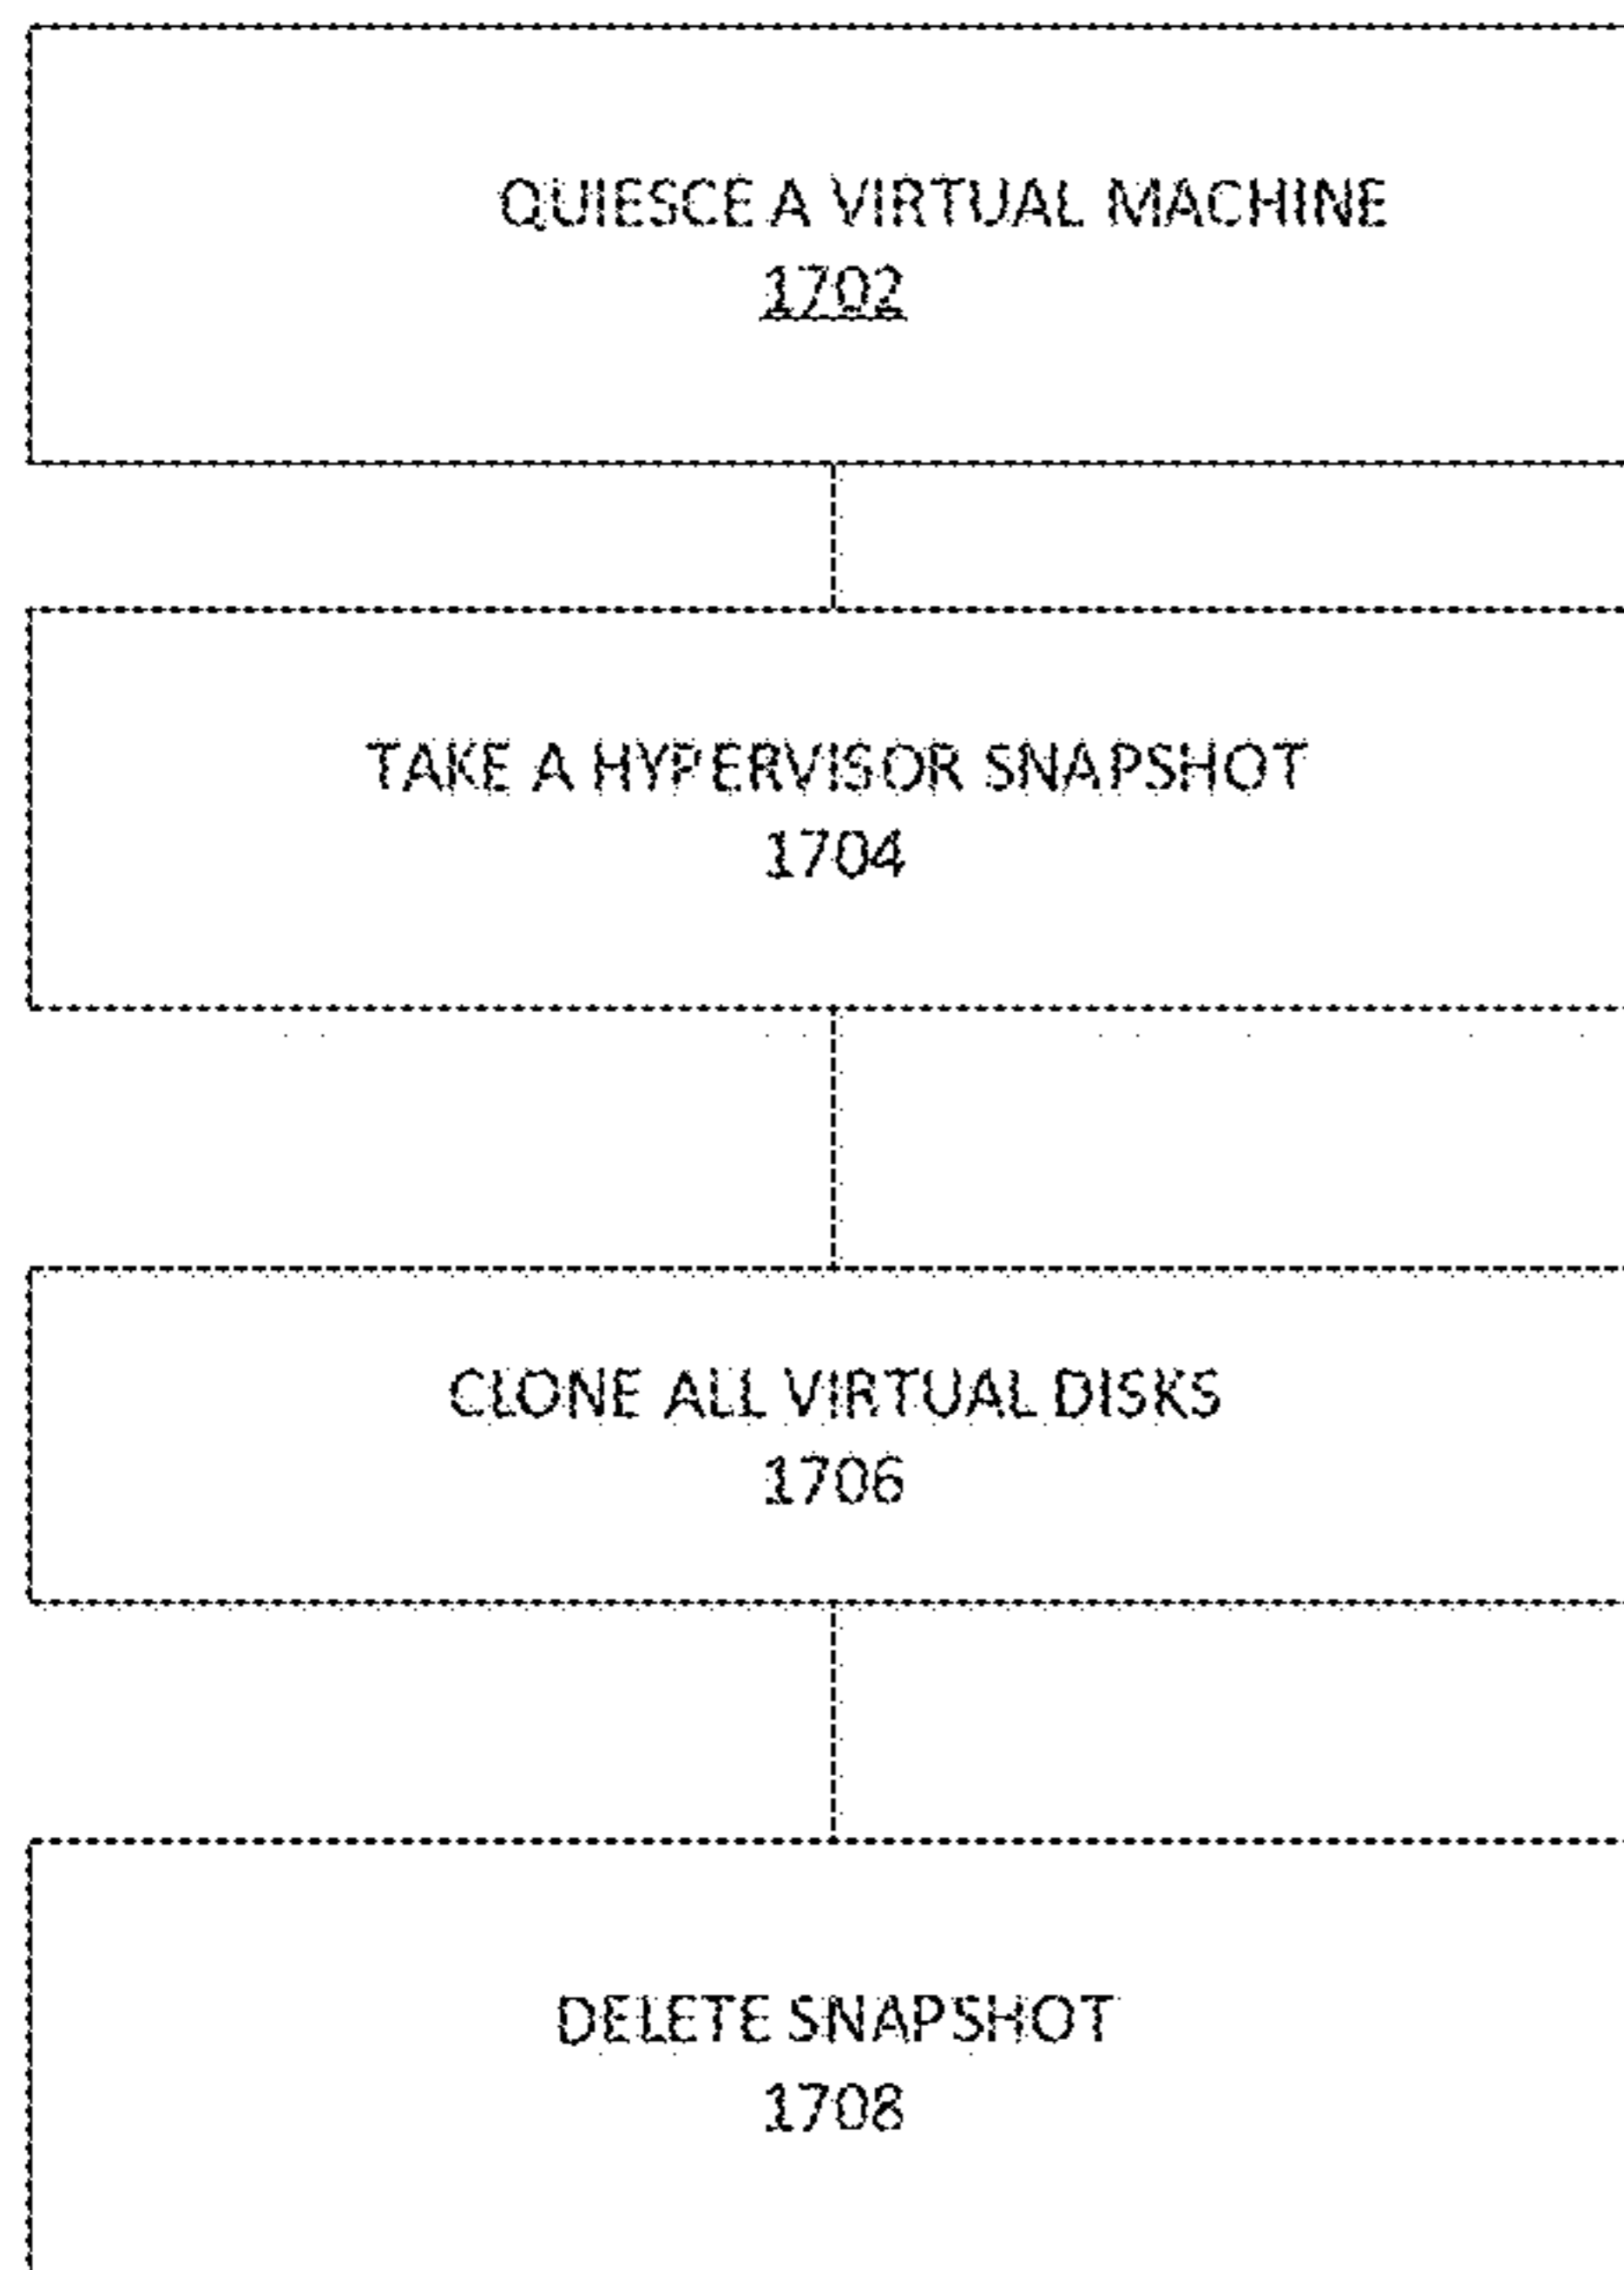 QUIESCE A VIRTUAL MACHINE
1702
TAKE A HYPERVISOR SNAPSHOT
1704
CLONE ALL VIRTUAL DISKS
1706
DELETE SNAPSHOT
1708